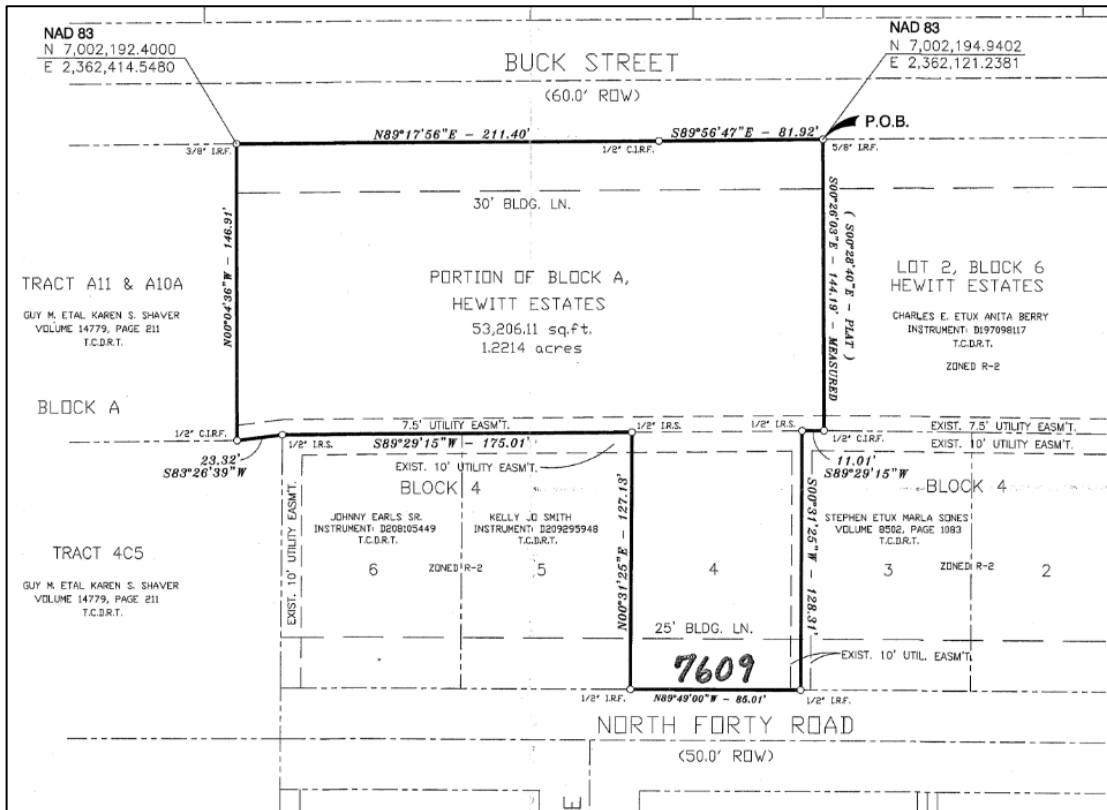 NAD 83
N 7,002,192.4000
E 2,362,414.5480
NAD 83
N 7,002,194.9402
E 2,362,121.2381
BUCK STREET
(60.0' ROW)
P.O.B.
N89°17'56"E - 211.40'
S89°56'47"E - 81.92'
3/8" I.R.F.
1/2" C.I.R.F.
5/8" I.R.F.
30' BLDG. LN.
N00°04'36"W - 146.91'
S00°26'03"E - 144.19' - MEASURED
( S00°28'40"E - PLAT )
TRACT A11 & A10A
GUY M. ETAL KAREN S. SHAVER
VOLUME 14779, PAGE 211
T.C.D.R.T.
PORTION OF BLOCK A,
HEWITT ESTATES
53,206.11 sq.ft.
1.2214 acres
LOT 2, BLOCK 6
HEWITT ESTATES
CHARLES E. ETUX ANITA BERRY
INSTRUMENT: D197098117
T.C.D.R.T.
ZONED R-2
BLOCK A
1/2" C.I.R.F.
7.5' UTILITY EASM'T.
1/2" I.R.S.
S89°29'15"W - 175.01'
1/2" I.R.S.
1/2" I.R.S.
1/2" C.I.R.F.
EXIST. 7.5' UTILITY EASM'T.
EXIST. 10' UTILITY EASM'T.
23.32'
S83°26'39"W
EXIST. 10' UTILITY EASM'T.
11.01'
S89°29'15"W
BLOCK 4
BLOCK 4
EXIST. 10' UTILITY EASM'T.
JOHNNY EARLS SR.
INSTRUMENT: D208105449
T.C.D.R.T.
KELLY JO SMITH
INSTRUMENT: D209295948
T.C.D.R.T.
N00°31'25"E - 127.13'
S00°31'25"W - 128.31'
STEPHEN ETUX MARLA SONES
VOLUME 8502, PAGE 1083
T.C.D.R.T.
TRACT 4C5
GUY M. ETAL KAREN S. SHAVER
VOLUME 14779, PAGE 211
T.C.D.R.T.
6
ZONED R-2
5
4
3
ZONED R-2
2
25' BLDG. LN.
7609
EXIST. 10' UTIL. EASM'T.
1/2" I.R.F.
N89°49'00"W - 85.01'
1/2" I.R.F.
NORTH FORTY ROAD
(50.0' ROW)
E